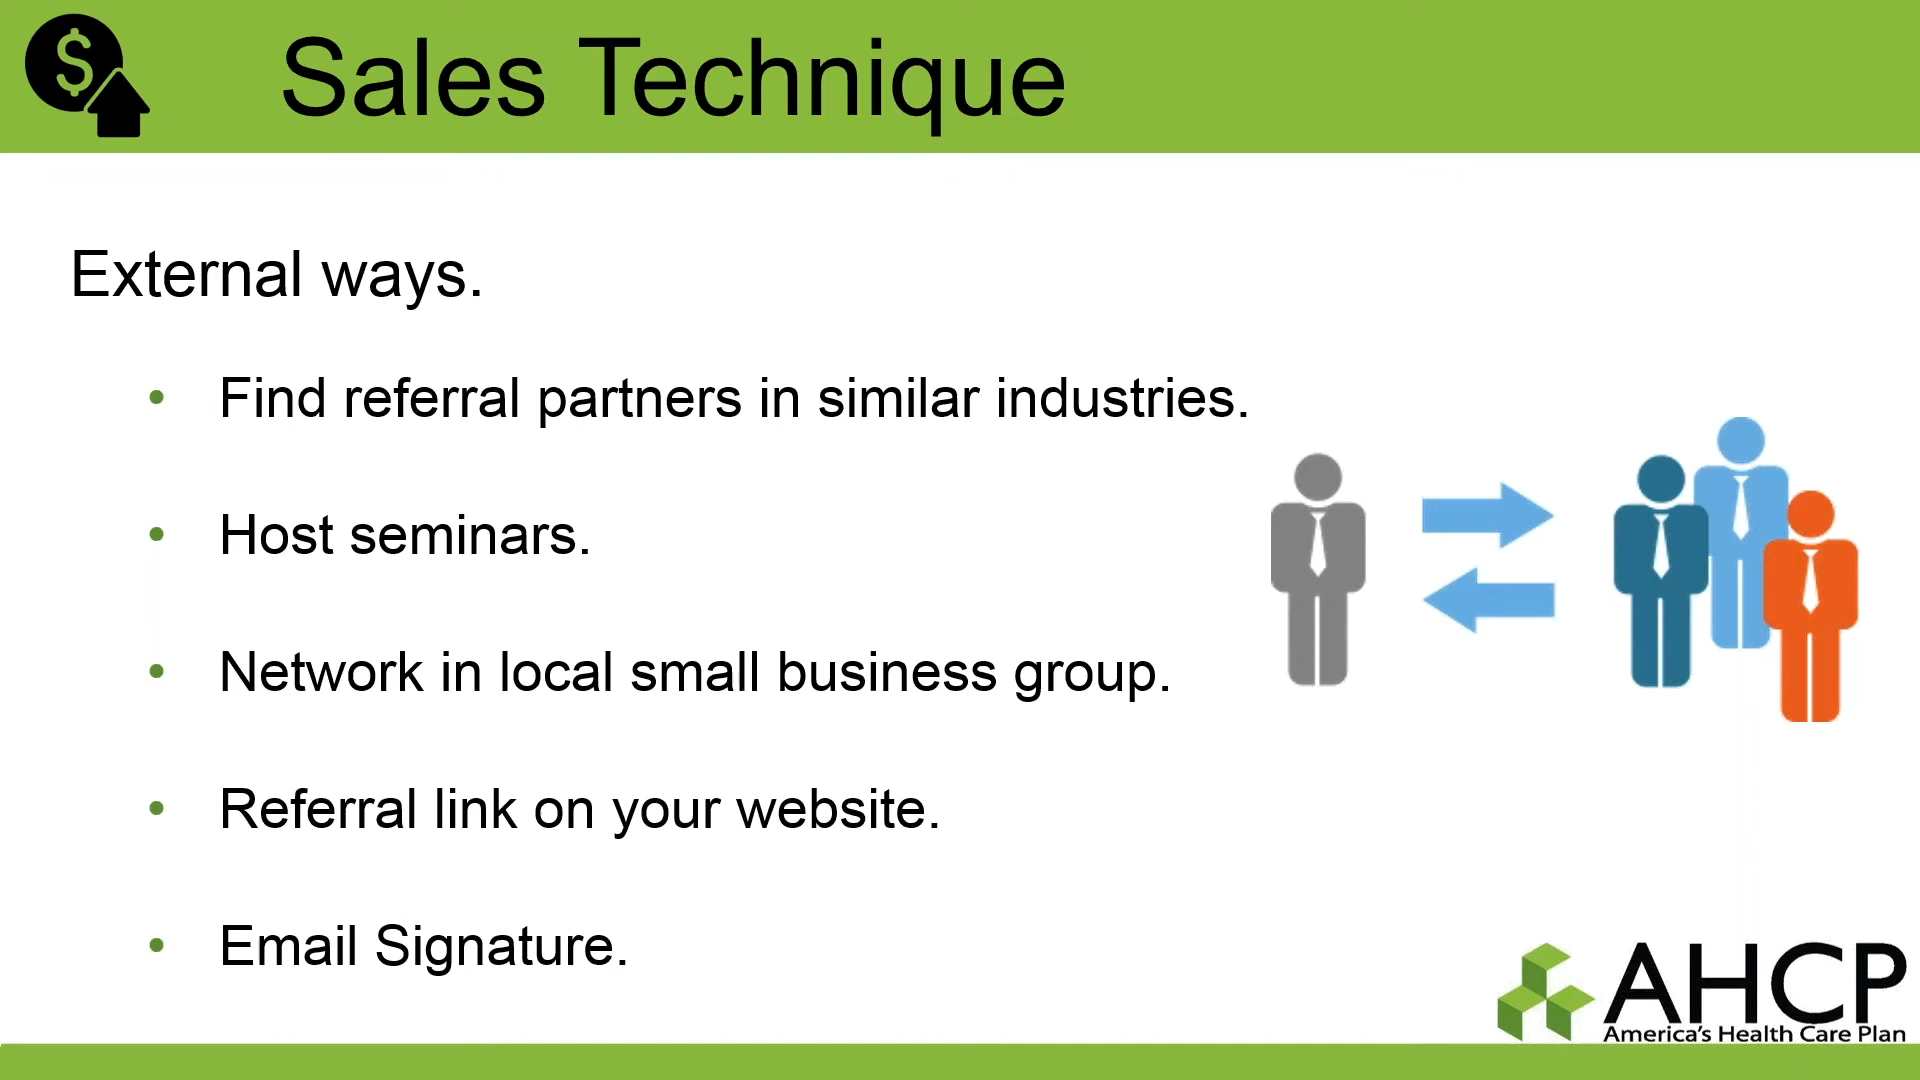 $
Sales Technique
External ways.
• Find referral partners in similar industries.
• Host seminars.
• Network in local small business group.
• Referral link on your website.
• Email Signature.
AHCP
America's Health Care Plan